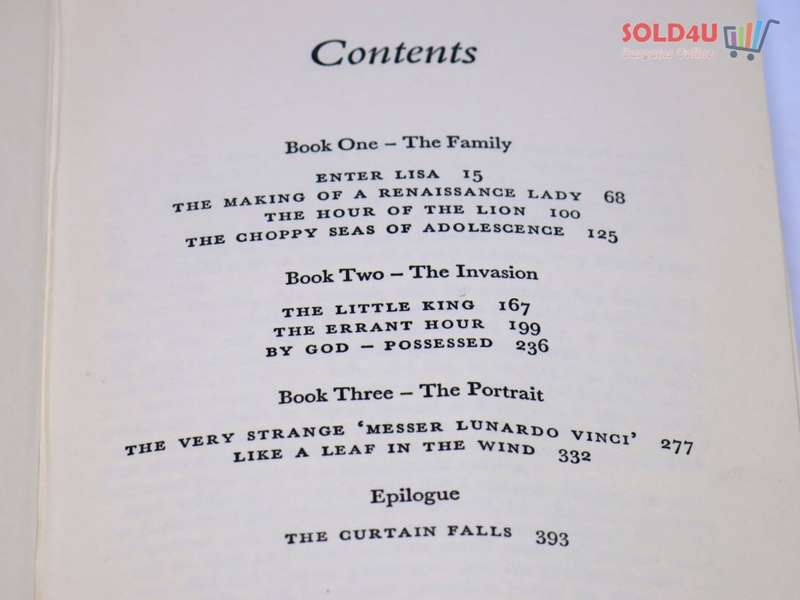 SOLD4U
Bargains Online
Contents
Book One – The Family
ENTER LISA 15
THE MAKING OF A RENAISSANCE LADY 68
THE HOUR OF THE LION 100
THE CHOPPY SEAS OF ADOLESCENCE 125
Book Two – The Invasion
THE LITTLE KING 167
THE ERRANT HOUR 199
BY GOD – POSSESSED 236
Book Three – The Portrait
THE VERY STRANGE ‘MESSER LUNARDO VINCI’ 277
LIKE A LEAF IN THE WIND 332
Epilogue
THE CURTAIN FALLS 393